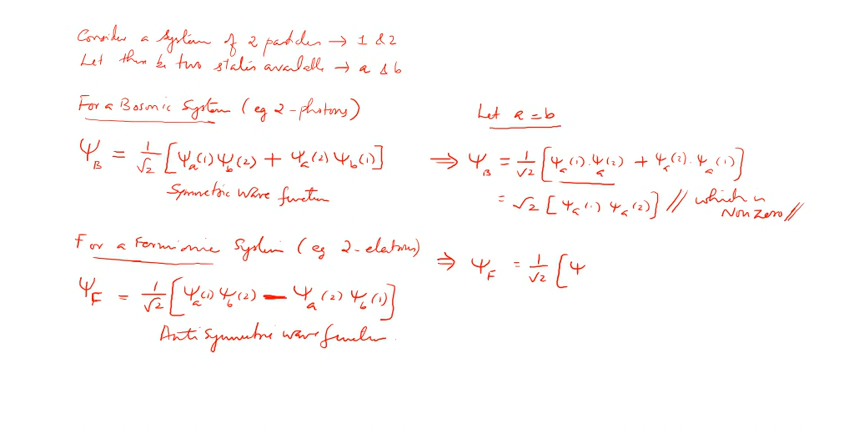 Consider a System of 2 particles → 1 & 2
Let there be two states available → a & b
For a Bosonic System (eg 2-photons)
Ψ_B = 1/√2 [Ψ_a(1) Ψ_b(2) + Ψ_a(2) Ψ_b(1)]
Symmetric wave function
For a Fermionic System (eg 2-electrons)
Ψ_F = 1/√2 [Ψ_a(1) Ψ_b(2) - Ψ_a(2) Ψ_b(1)]
Anti symmetric wave function.
Let a = b
⇒ Ψ_B = 1/√2 [Ψ_a(1).Ψ_a(2) + Ψ_a(2).Ψ_a(1)]
= √2 [Ψ_a(1) Ψ_a(2)] // which is
Non Zero //
⇒ Ψ_F = 1/√2 [Ψ